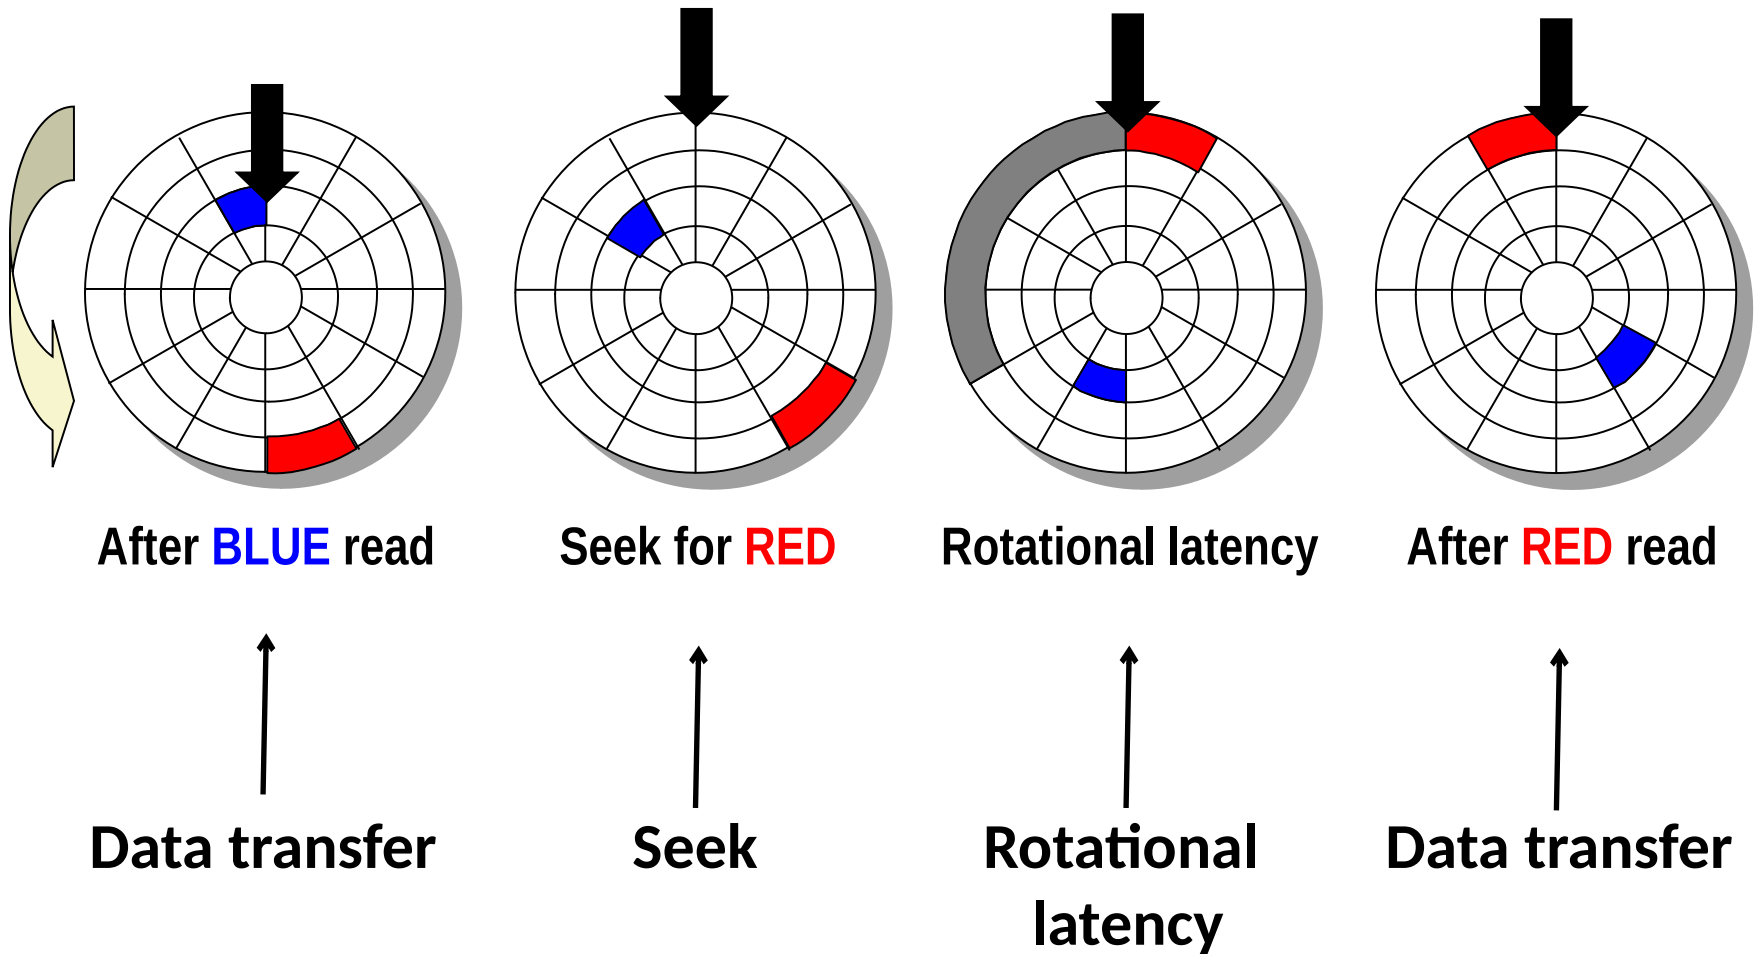 After BLUE read
Seek for RED
Rotational latency
After RED read
Data transfer
Seek
Rotational
latency
Data transfer